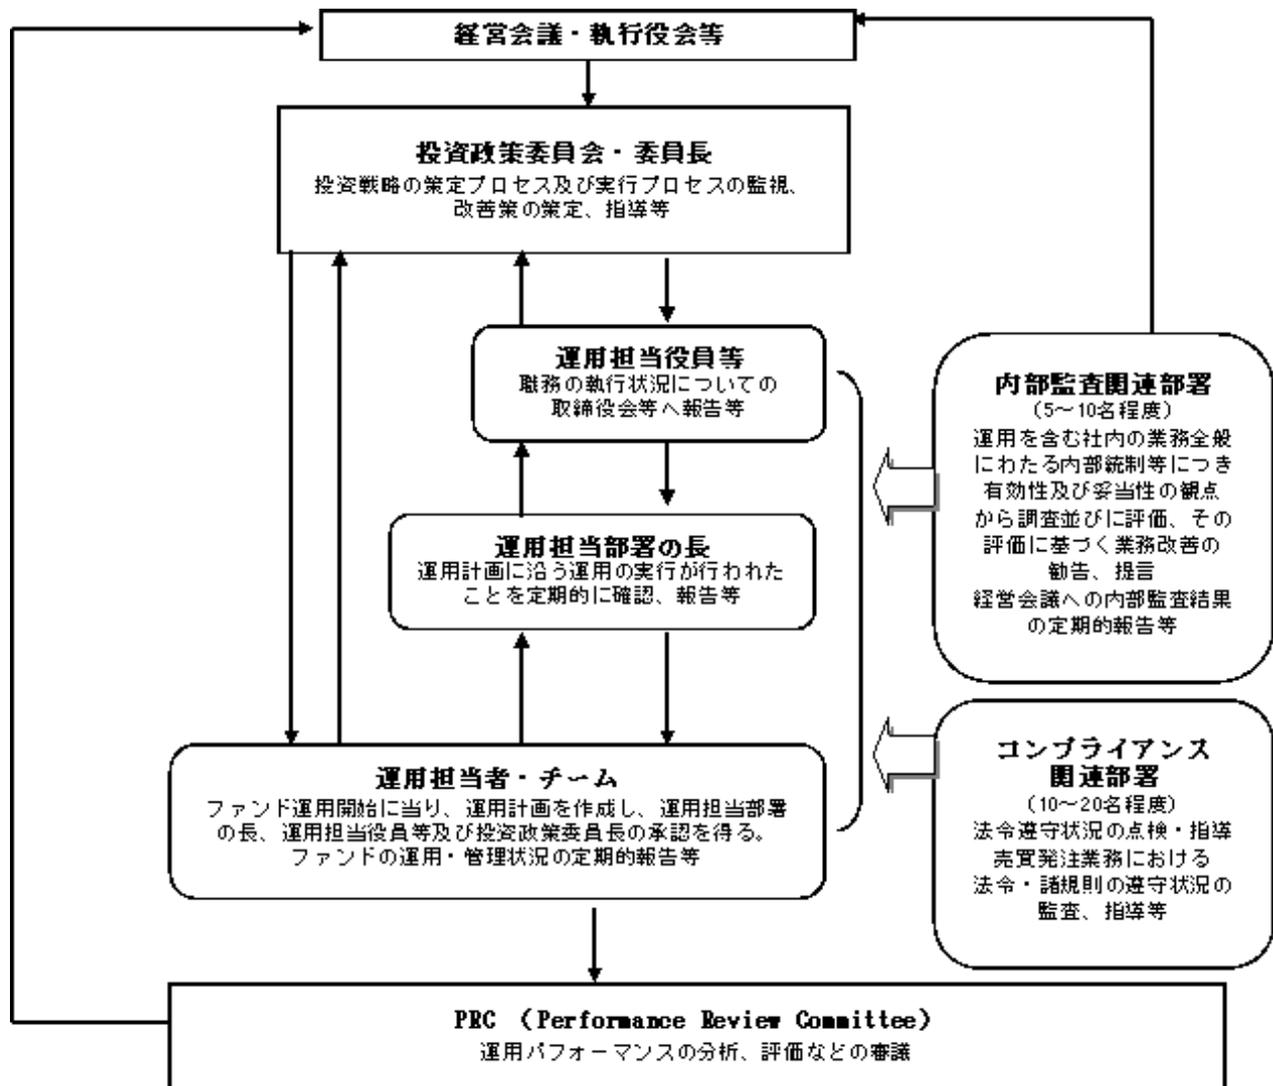 経営会議・執行役会等
投資政策委員会・委員長
投資戦略の策定プロセス及び実行プロセスの監視、
改善策の策定、指導等
運用担当役員等
職務の執行状況についての
取締役会等へ報告等
運用担当部署の長
運用計画に沿う運用の実行が行われた
ことを定期的に確認、報告等
運用担当者・チーム
ファンド運用開始に当り、運用計画を作成し、運用担当部署
の長、運用担当役員等及び投資政策委員長の承認を得る。
ファンドの運用・管理状況の定期的報告等
内部監査関連部署
(5～10名程度)
運用を含む社内の業務全般
にわたる内部統制等につき
有効性及び妥当性の観点
から調査並びに評価、その
評価に基づく業務改善の
勧告、提言
経営会議への内部監査結果
の定期的報告等
コンプライアンス
関連部署
(10～20名程度)
法令遵守状況の点検・指導
売買発注業務における
法令・諸規則の遵守状況の
監査、指導等
PRC （Performance Review Committee）
運用パフォーマンスの分析、評価などの審議